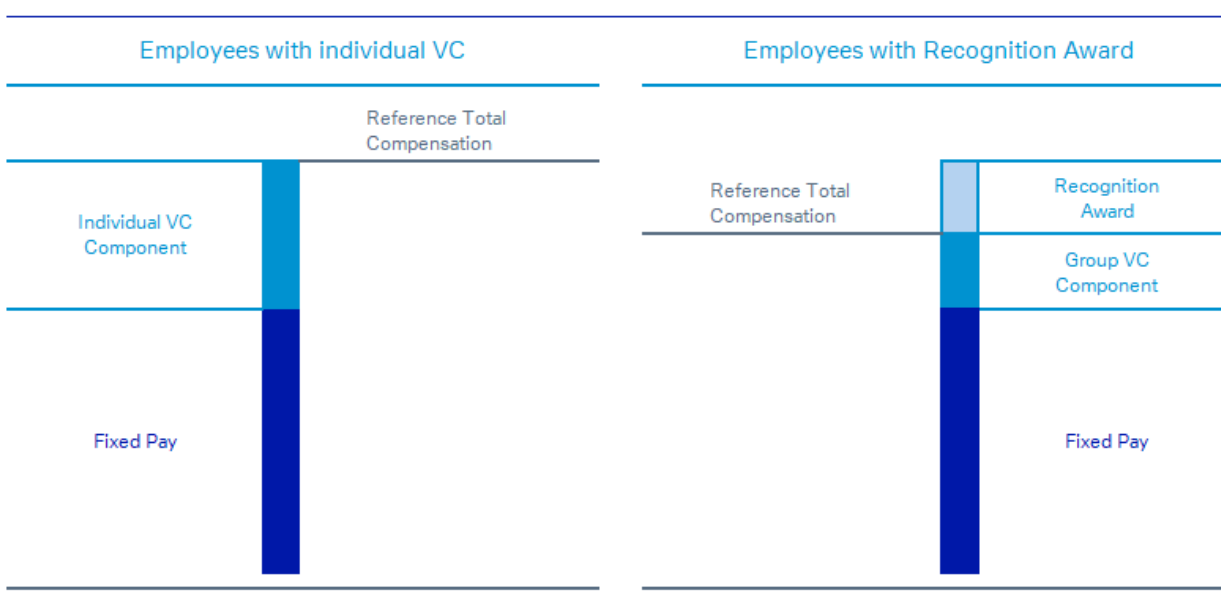 Employees with individual VC
Reference Total
Compensation
Individual VC
Component
Fixed Pay
Employees with Recognition Award
Reference Total
Compensation
Recognition
Award
Group VC
Component
Fixed Pay